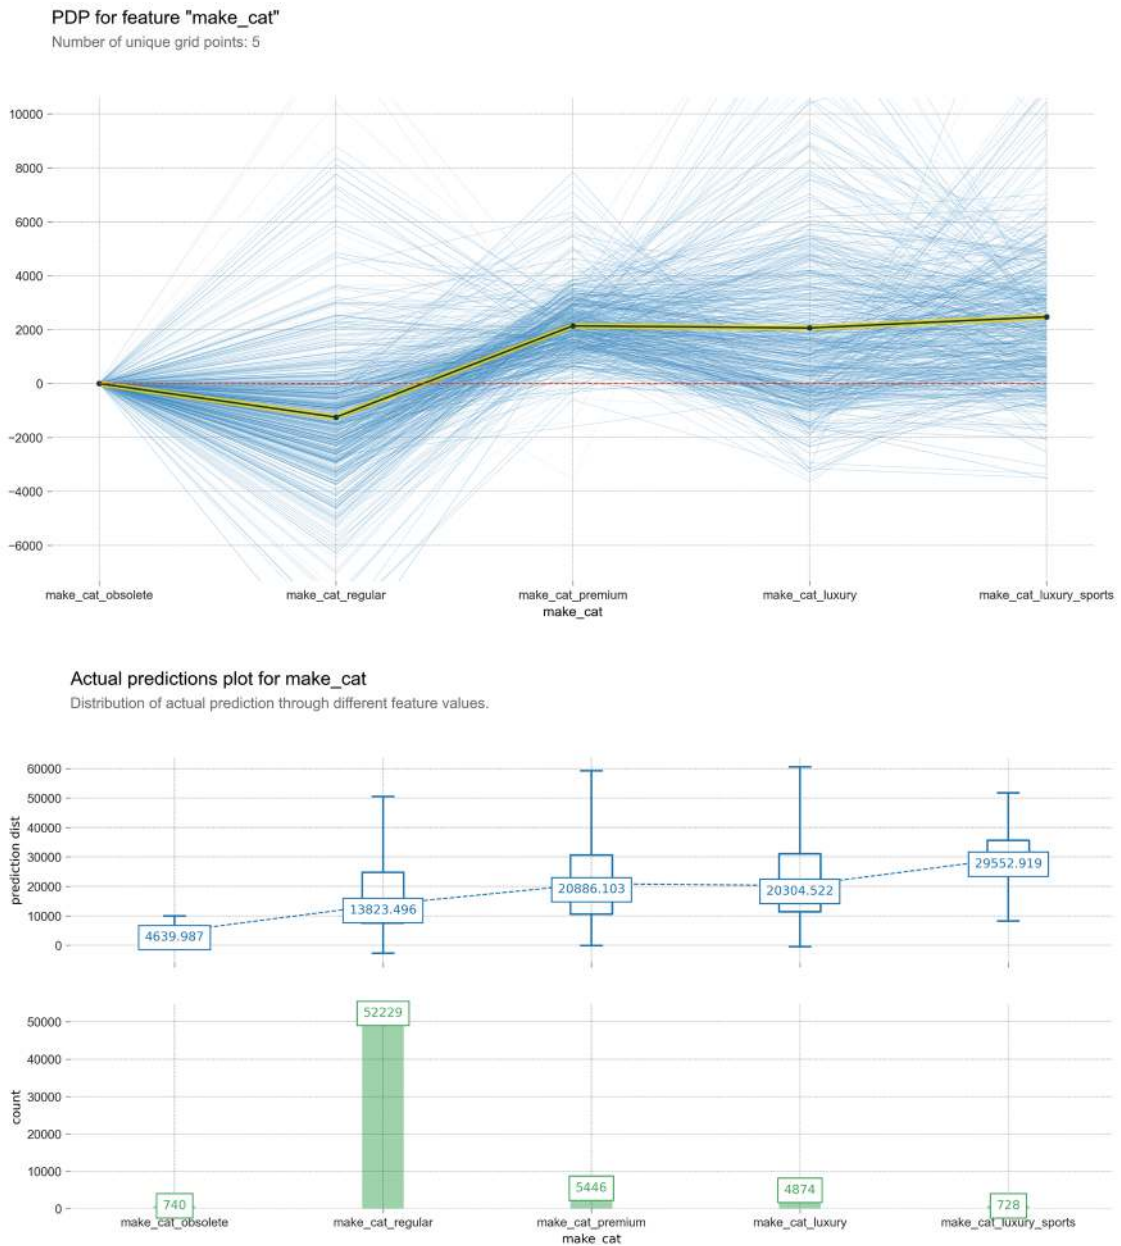 PDP for feature "make_cat"
Number of unique grid points: 5
10000
8000
6000
4000
2000
0
−2000
−4000
−6000
make_cat_obsolete
make_cat_regular
make_cat_premium
make_cat_luxury
make_cat_luxury_sports
make_cat
Actual predictions plot for make_cat
Distribution of actual prediction through different feature values.
prediction dist
60000
50000
40000
30000
20000
10000
0
4639.987
13823.496
20886.103
20304.522
29552.919
count
50000
40000
30000
20000
10000
0
740
52229
5446
4874
728
make_cat_obsolete
make_cat_regular
make_cat_premium
make_cat_luxury
make_cat_luxury_sports
make_cat